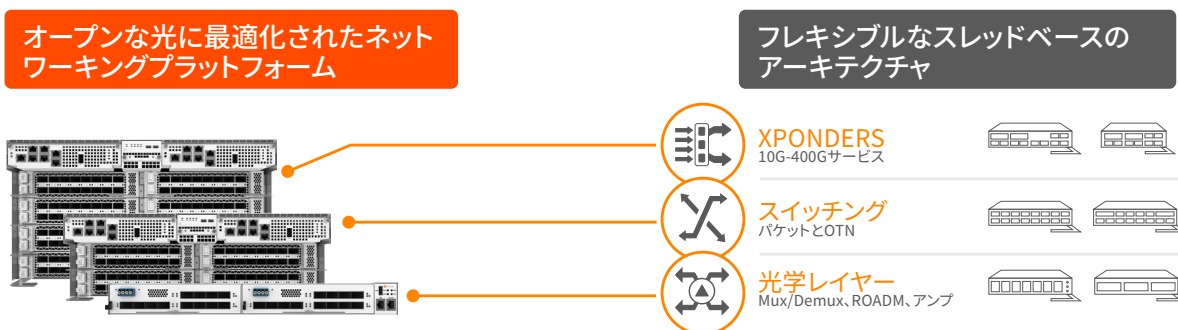 オープンな光に最適化されたネット
ワーキングプラットフォーム
フレキシブルなスレッドベースの
アーキテクチャ
XPONDERS
10G-400Gサービス
スイッチング
パケットとOTN
光学レイヤー
Mux/Demux、ROADM、アンプ